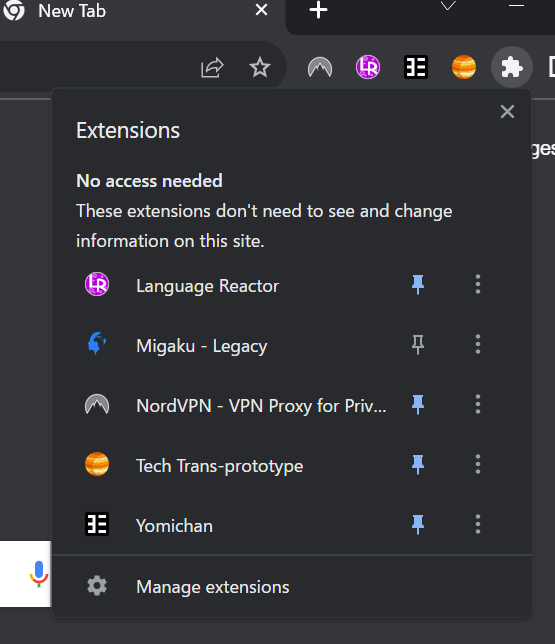 New Tab
ges
Extensions
No access needed
These extensions don't need to see and change
information on this site.
Language Reactor
Migaku - Legacy
NordVPN - VPN Proxy for Priv...
Tech Trans-prototype
Yomichan
Manage extensions